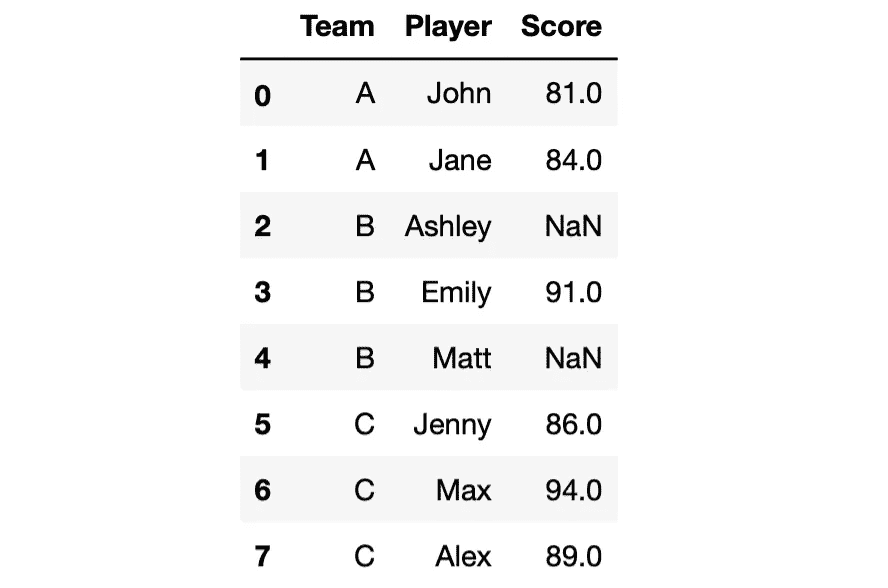 Team Player Score
0 A John 81.0
1 A Jane 84.0
2 B Ashley NaN
3 B Emily 91.0
4 B Matt NaN
5 C Jenny 86.0
6 C Max 94.0
7 C Alex 89.0